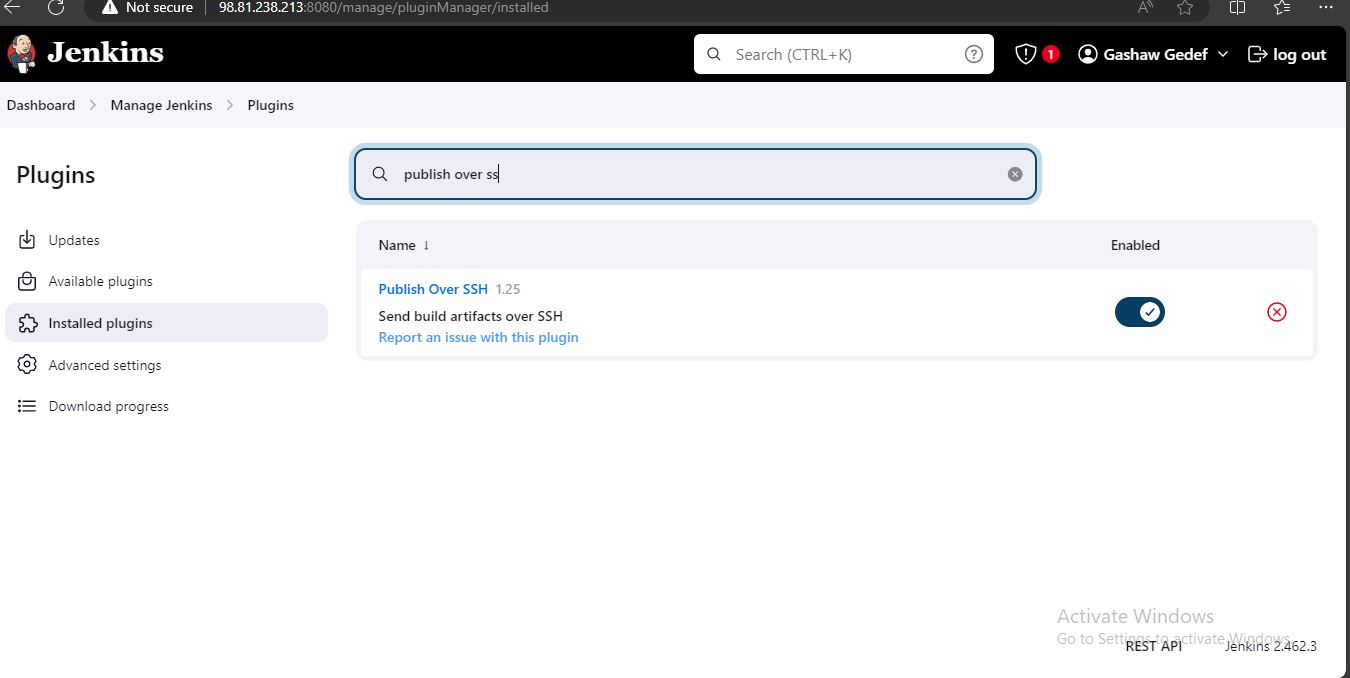 Not secure 98.81.238.213:8080/manage/pluginManager/installed
Jenkins
Search (CTRL+K)
1
Gashaw Gedef
log out
Dashboard > Manage Jenkins > Plugins
Plugins
publish over ss
Updates
Available plugins
Installed plugins
Advanced settings
Download progress
Name ↓ Enabled
Publish Over SSH 1.25
Send build artifacts over SSH
Report an issue with this plugin
Activate Windows
Go to Settings to activate Windows.
REST API Jenkins 2.462.3